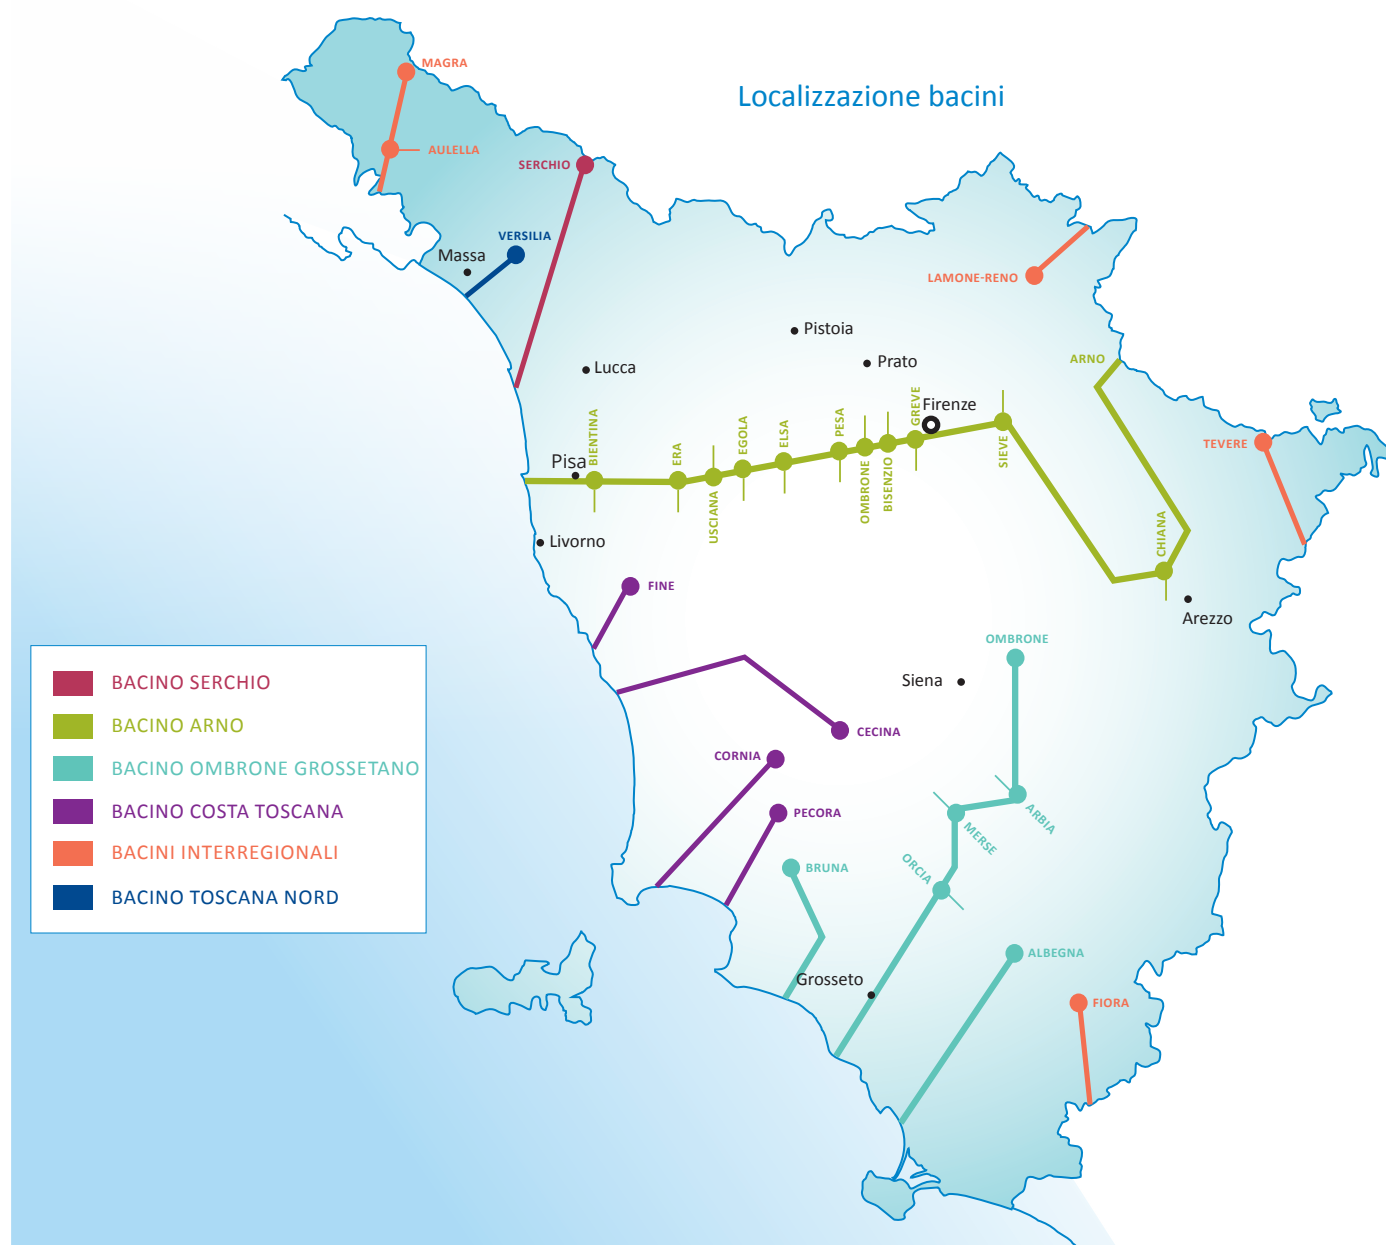 MAGRA
Localizzazione bacini
AULELLA
SERCHIO
VERSILIA
Massa
LAMONE-RENO
Pistoia
Prato
Lucca
ARNO
Firenze
TEVERE
Pisa
BIENTINA
ERA
USCIANA
EGOLA
ELSA
PESA
OMBRONE
BISENZIO
GREVE
SIEVE
CHIANA
Livorno
FINE
Arezzo
OMBRONE
Siena
CECINA
CORNIA
PECORA
ARBIA
MERSE
ORCIA
BRUNA
ALBEGNA
Grosseto
FIORA
BACINO SERCHIO
BACINO ARNO
BACINO OMBRONE GROSSETANO
BACINO COSTA TOSCANA
BACINI INTERREGIONALI
BACINO TOSCANA NORD